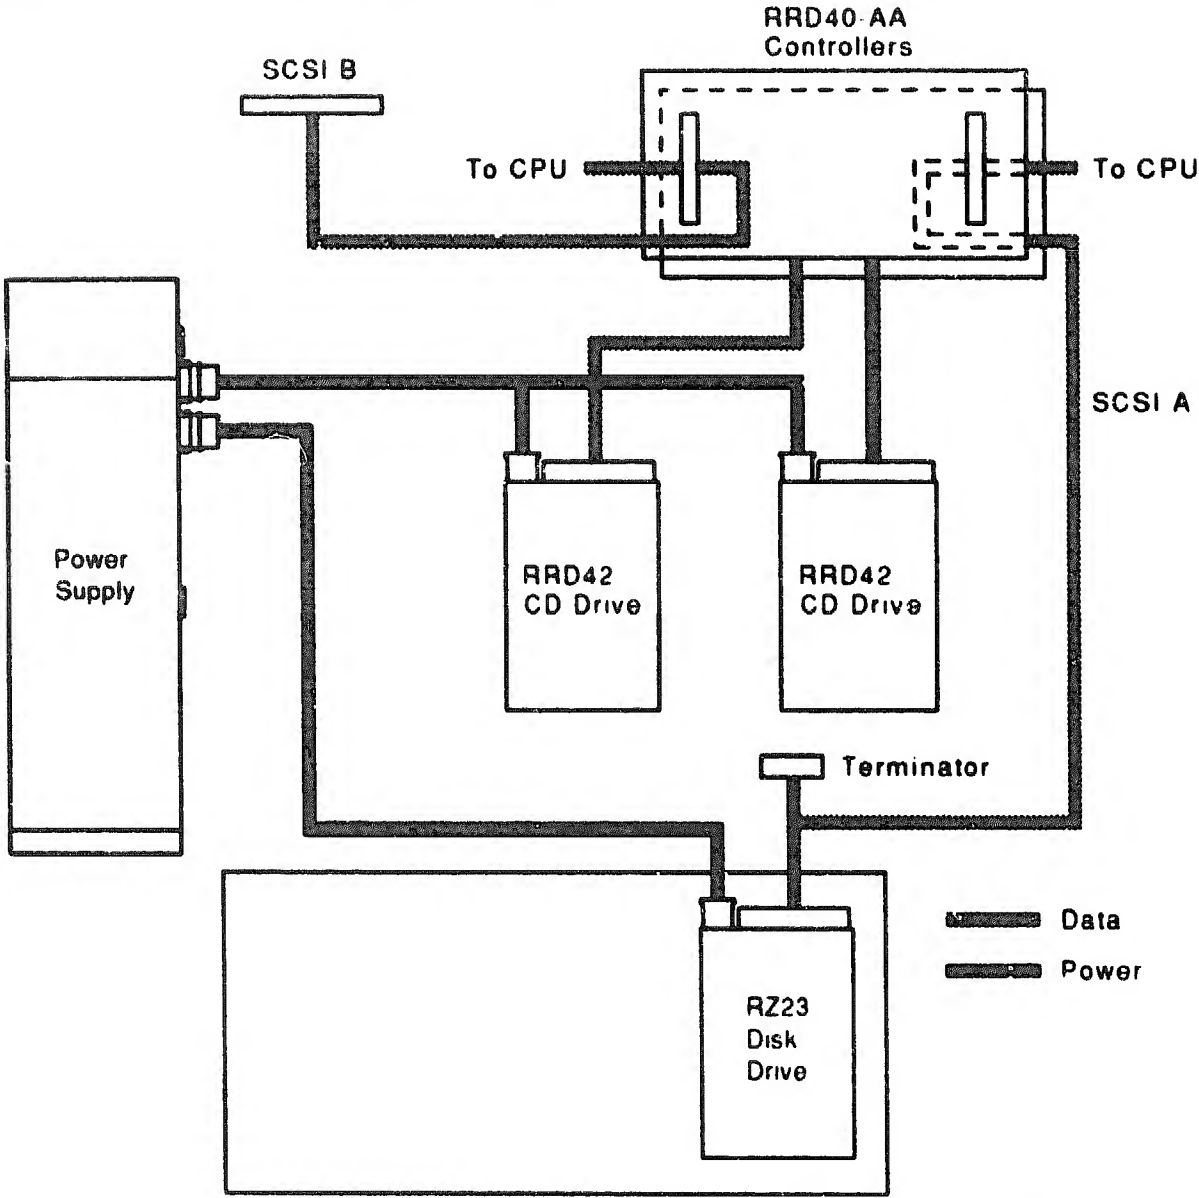 RRD40-AA
Controllers
SCSI B
To CPU
To CPU
SCSI A
Power
Supply
RRD42
CD Drive
RRD42
CD Drive
Terminator
Data
Power
RZ23
Disk
Drive